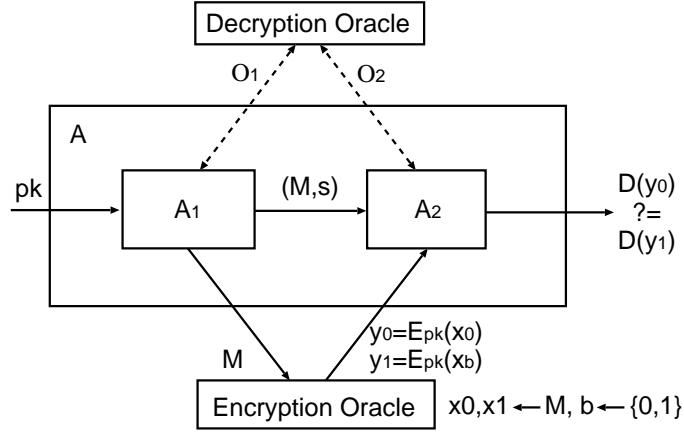 Decryption Oracle
O1
O2
A
pk
A1
(M,s)
A2
D(y0)
?=
D(y1)
M
y0=Epk(x0)
y1=Epk(xb)
Encryption Oracle
x0,x1←M, b←{0,1}